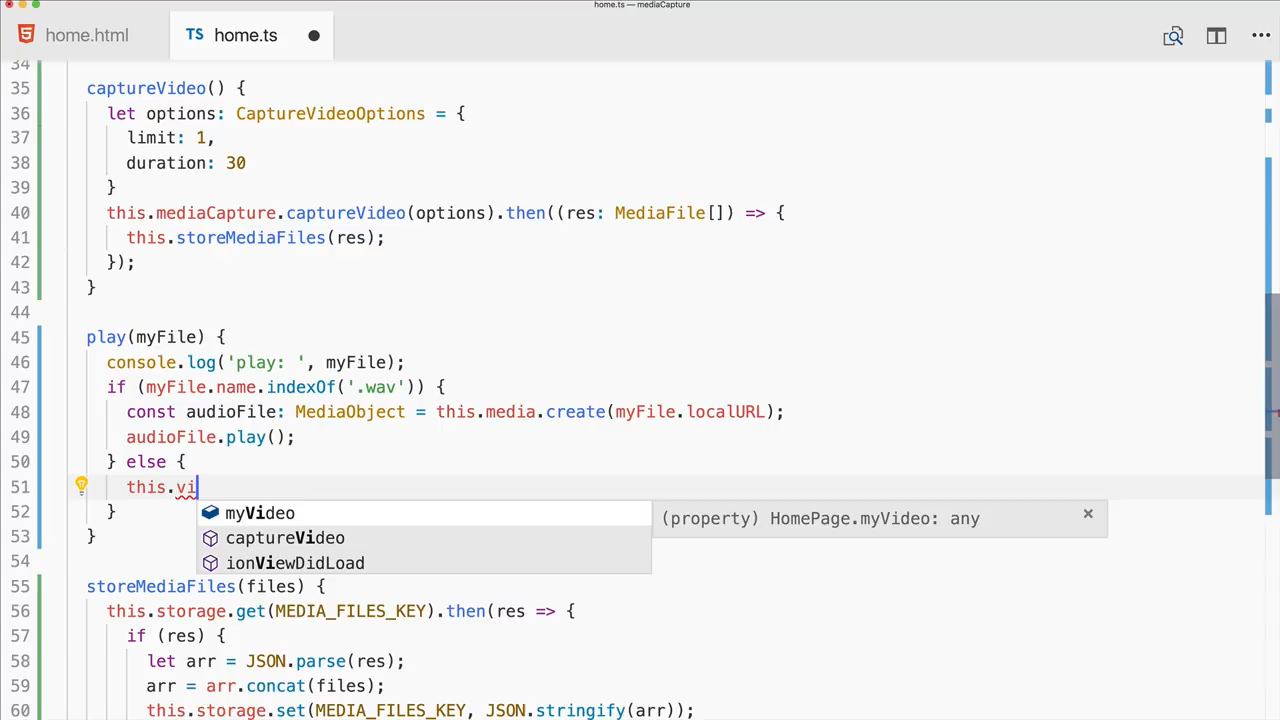 home.ts — mediaCapture
home.html
TS home.ts
34
35 captureVideo() {
36 let options: CaptureVideoOptions = {
37 limit: 1,
38 duration: 30
39 }
40 this.mediaCapture.captureVideo(options).then((res: MediaFile[]) => {
41 this.storeMediaFiles(res);
42 });
43 }
44
45 play(myFile) {
46 console.log('play: ', myFile);
47 if (myFile.name.indexOf('.wav')) {
48 const audioFile: MediaObject = this.media.create(myFile.localURL);
49 audioFile.play();
50 } else {
51 this.vi
52 }
53 }
myVideo
(property) HomePage.myVideo: any
captureVideo
ionViewDidLoad
54
55 storeMediaFiles(files) {
56 this.storage.get(MEDIA_FILES_KEY).then(res => {
57 if (res) {
58 let arr = JSON.parse(res);
59 arr = arr.concat(files);
60 this.storage.set(MEDIA_FILES_KEY, JSON.stringify(arr));